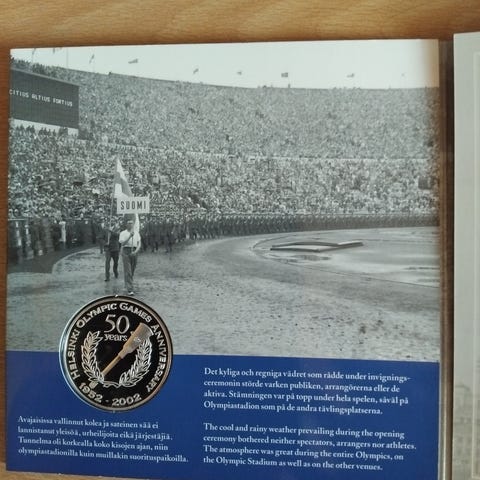 CITIUS ALTIUS FORTIUS
SUOMI
HELSINKI OLYMPIC GAMES ANNIVERSARY
50
years
1952 - 2002
Avajaisissa vallinnut kolea ja sateinen sää ei
lannistanut yleisöä, urheilijoita eikä järjestäjiä.
Tunnelma oli korkealla koko kisojen ajan, niin
olympiastadionilla kuin muillakin suorituspaikoilla.
Det kyliga och regniga vädret som rådde under invignings-
ceremonin störde varken publiken, arrangörerna eller de
aktiva. Stämningen var på topp under hela spelen, såväl på
Olympiastadion som på de andra tävlingsplatserna.
The cool and rainy weather prevailing during the opening
ceremony bothered neither spectators, arrangers nor athletes.
The atmosphere was great during the entire Olympics, on
the Olympic Stadium as well as on the other venues.